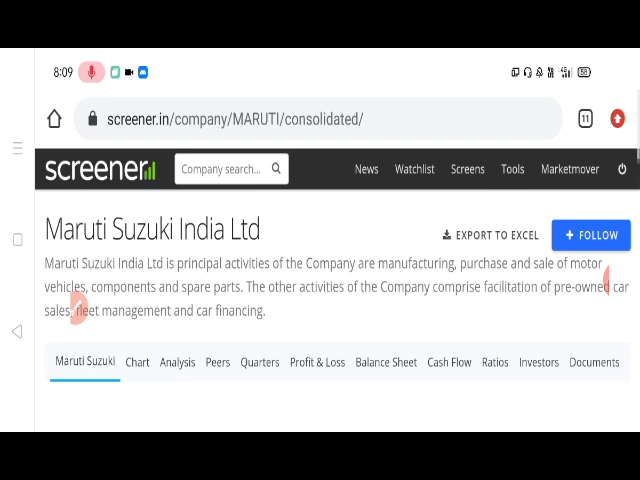 8:09
58
screener.in/company/MARUTI/consolidated/
11
screener
Company search...
News Watchlist Screens Tools Marketmover
Maruti Suzuki India Ltd
EXPORT TO EXCEL
+ FOLLOW
Maruti Suzuki India Ltd is principal activities of the Company are manufacturing, purchase and sale of motor
vehicles, components and spare parts. The other activities of the Company comprise facilitation of pre-owned car
sales, fleet management and car financing.
Maruti Suzuki Chart Analysis Peers Quarters Profit & Loss Balance Sheet Cash Flow Ratios Investors Documents